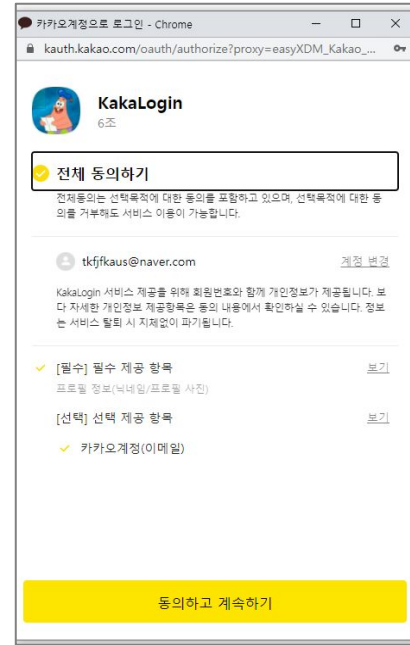 카카오계정으로 로그인 - Chrome
kauth.kakao.com/oauth/authorize?proxy=easyXDM_Kakao_...
KakaLogin
6조
전체 동의하기
전체동의는 선택목적에 대한 동의를 포함하고 있으며, 선택목적에 대한 동
의를 거부해도 서비스 이용이 가능합니다.
tkfjfkaus@naver.com 계정 변경
KakaLogin 서비스 제공을 위해 회원번호와 함께 개인정보가 제공됩니다. 보
다 자세한 개인정보 제공항목은 동의 내용에서 확인하실 수 있습니다. 정보
는 서비스 탈퇴 시 지체없이 파기됩니다.
[필수] 필수 제공 항목 보기
프로필 정보(닉네임/프로필 사진)
[선택] 선택 제공 항목 보기
카카오계정(이메일)
동의하고 계속하기